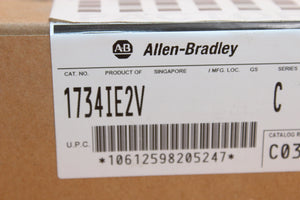 AB Allen-Bradley
CAT. NO. PRODUCT OF SINGAPORE / MFG. LOC. GS SERIES
1734IE2V C
U.P.C.
*10612598205247*
CATALOG
C03